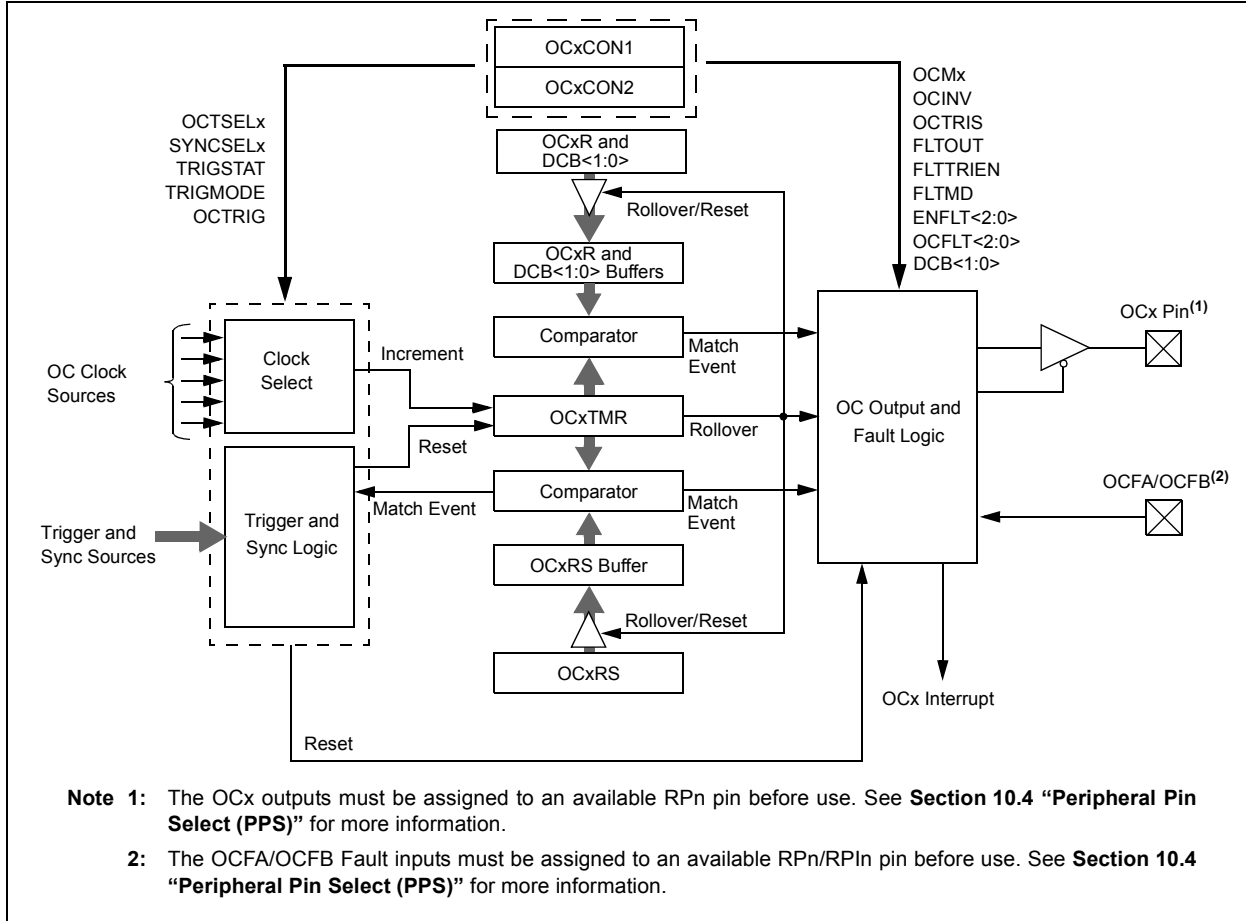 OCxCON1
OCxCON2
OCTSELx
SYNCSELx
TRIGSTAT
TRIGMODE
OCTRIG
OCMx
OCINV
OCTRIS
FLTOUT
FLTTRIEN
FLTMD
ENFLT<2:0>
OCFLT<2:0>
DCB<1:0>
OCxR and
DCB<1:0>
Rollover/Reset
OCxR and
DCB<1:0> Buffers
Comparator
Match
Event
OC Clock
Sources
Clock
Select
Increment
OCxTMR
Rollover
Reset
Comparator
Match Event
Match
Event
Trigger and
Sync Sources
Trigger and
Sync Logic
OCxRS Buffer
Rollover/Reset
OCxRS
OC Output and
Fault Logic
OCx Pin(1)
OCFA/OCFB(2)
OCx Interrupt
Reset
Note 1: The OCx outputs must be assigned to an available RPn pin before use. See Section 10.4 “Peripheral Pin
Select (PPS)” for more information.
2: The OCFA/OCFB Fault inputs must be assigned to an available RPn/RPIn pin before use. See Section 10.4
“Peripheral Pin Select (PPS)” for more information.